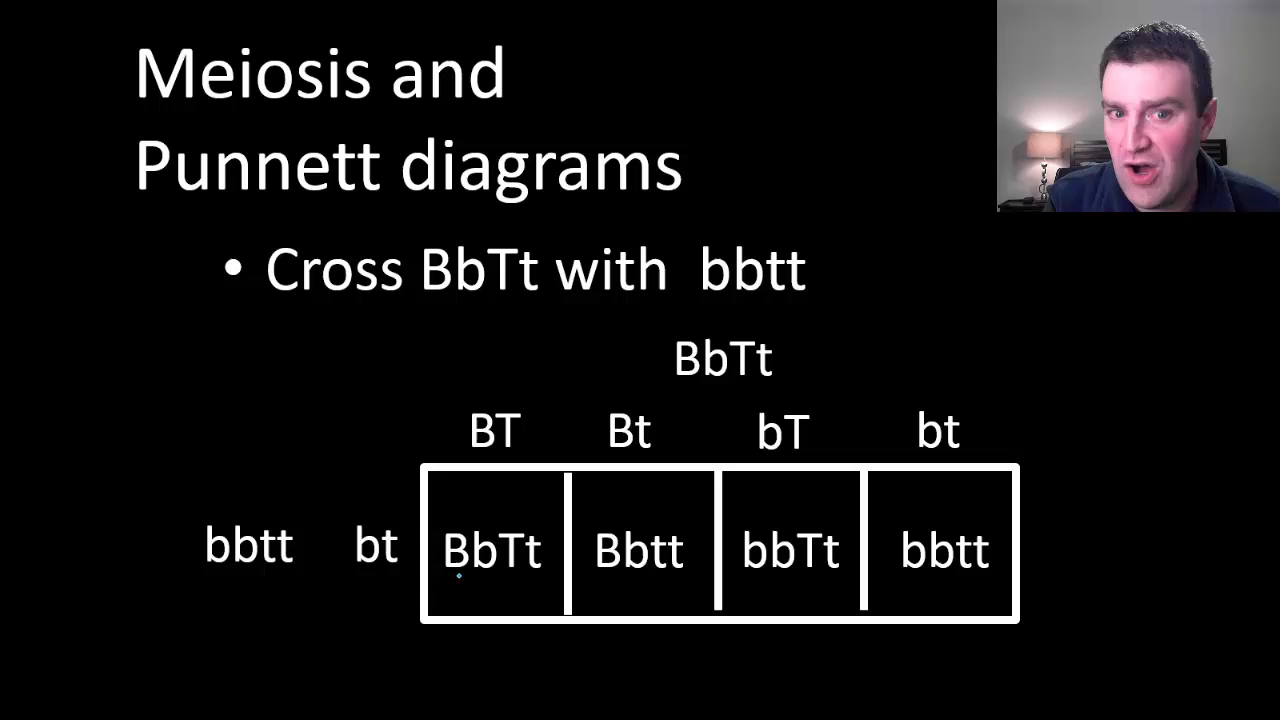 Meiosis and
Punnett diagrams
• Cross BbTt with bbtt
BbTt
BT Bt bT bt
bbtt bt BbTt Bbtt bbTt bbtt